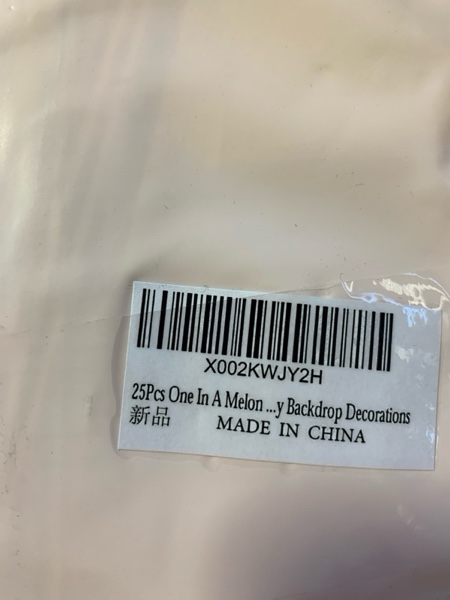 X002KWJY2H
25Pcs One In A Melon ...y Backdrop Decorations
新品
MADE IN CHINA